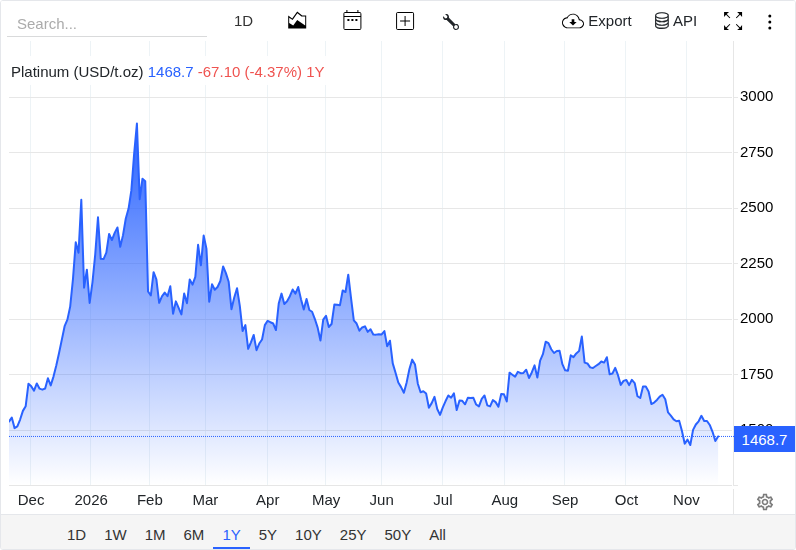 Search... 1D Export API
Platinum (USD/t.oz) 1468.7 -67.10 (-4.37%) 1Y
3000
2750
2500
2250
2000
1750
1500
1468.7
Dec 2026 Feb Mar Apr May Jun Jul Aug Sep Oct Nov
1D 1W 1M 6M 1Y 5Y 10Y 25Y 50Y All